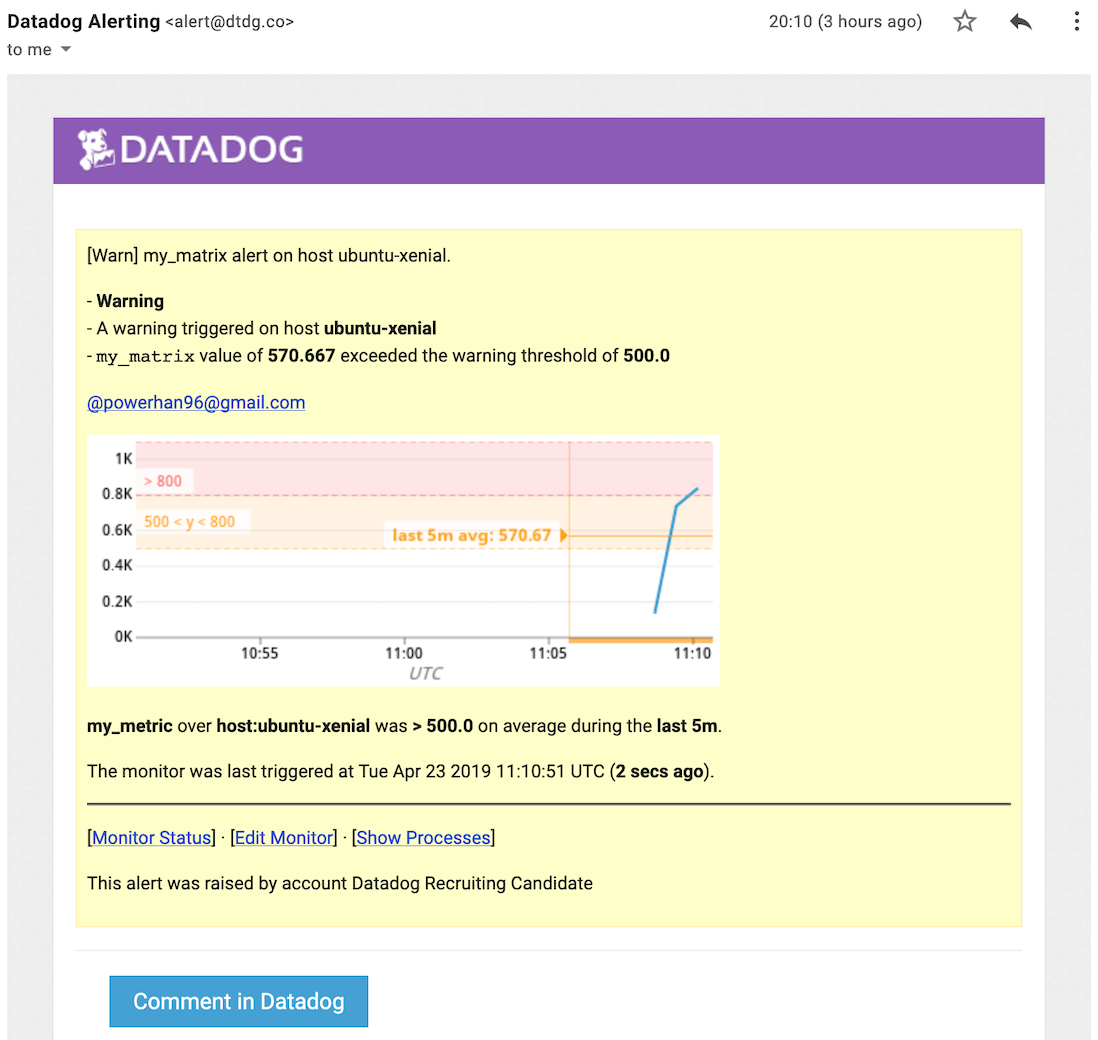 Datadog Alerting <alert@dtdg.co> 20:10 (3 hours ago)
to me
DATADOG
[Warn] my_matrix alert on host ubuntu-xenial.
- Warning
- A warning triggered on host ubuntu-xenial
- my_matrix value of 570.667 exceeded the warning threshold of 500.0
@powerhan96@gmail.com
1K
> 800
0.8K
500 < y < 800
0.6K
last 5m avg: 570.67
0.4K
0.2K
0K
10:55 11:00 11:05 11:10
UTC
my_metric over host:ubuntu-xenial was > 500.0 on average during the last 5m.
The monitor was last triggered at Tue Apr 23 2019 11:10:51 UTC (2 secs ago).
[Monitor Status] · [Edit Monitor] · [Show Processes]
This alert was raised by account Datadog Recruiting Candidate
Comment in Datadog